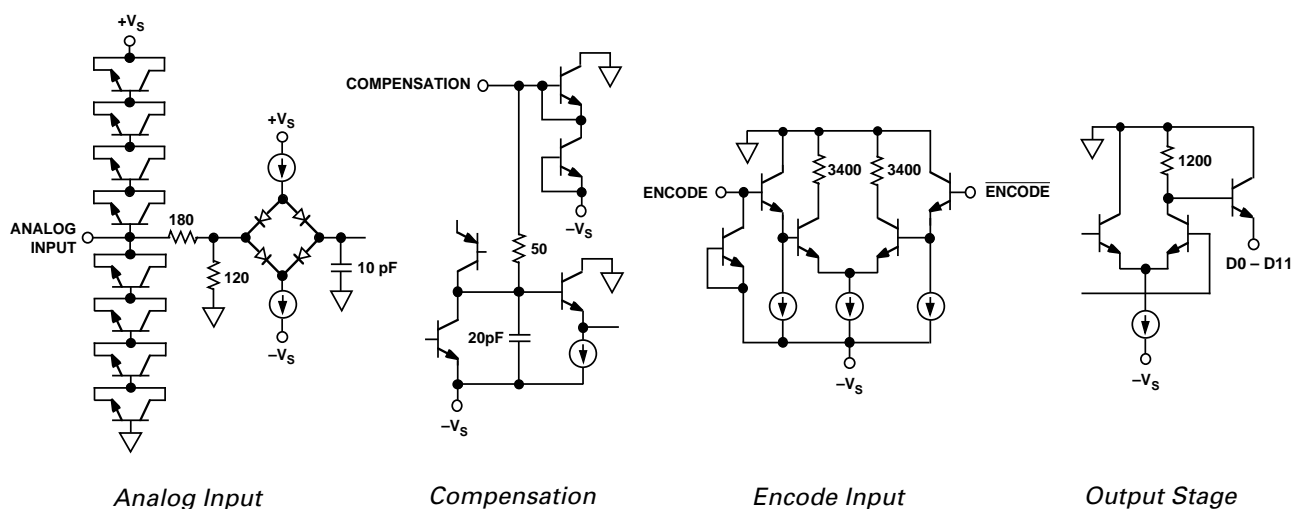 +VS
ANALOG
INPUT
180
120
+VS
–VS
10 pF
Analog Input
COMPENSATION
–VS
50
20pF
–VS
Compensation
ENCODE
3400
3400
ENCODE
–VS
Encode Input
1200
D0 – D11
–VS
Output Stage